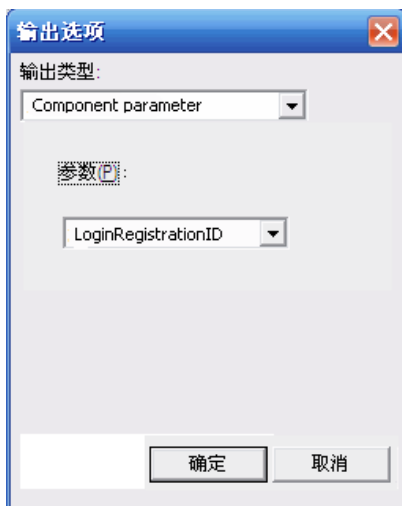 输出选项
输出类型:
Component parameter
参数(P):
LoginRegistrationID
确定
取消